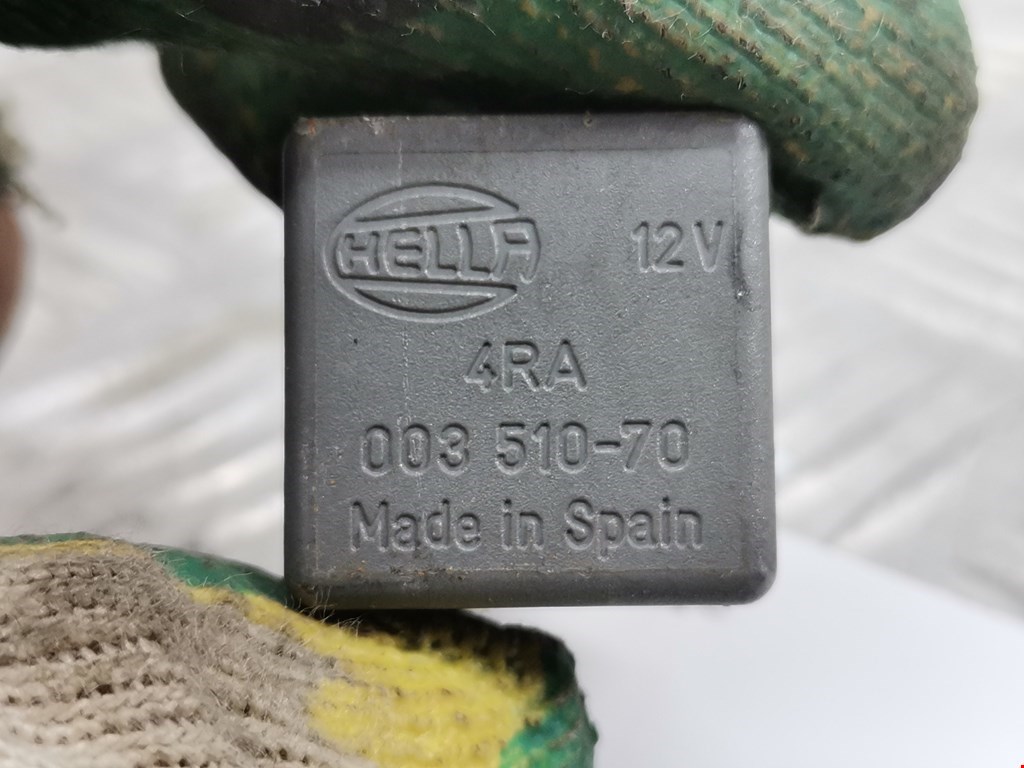 HELLA 12V
4RA
003 510-70
Made in Spain